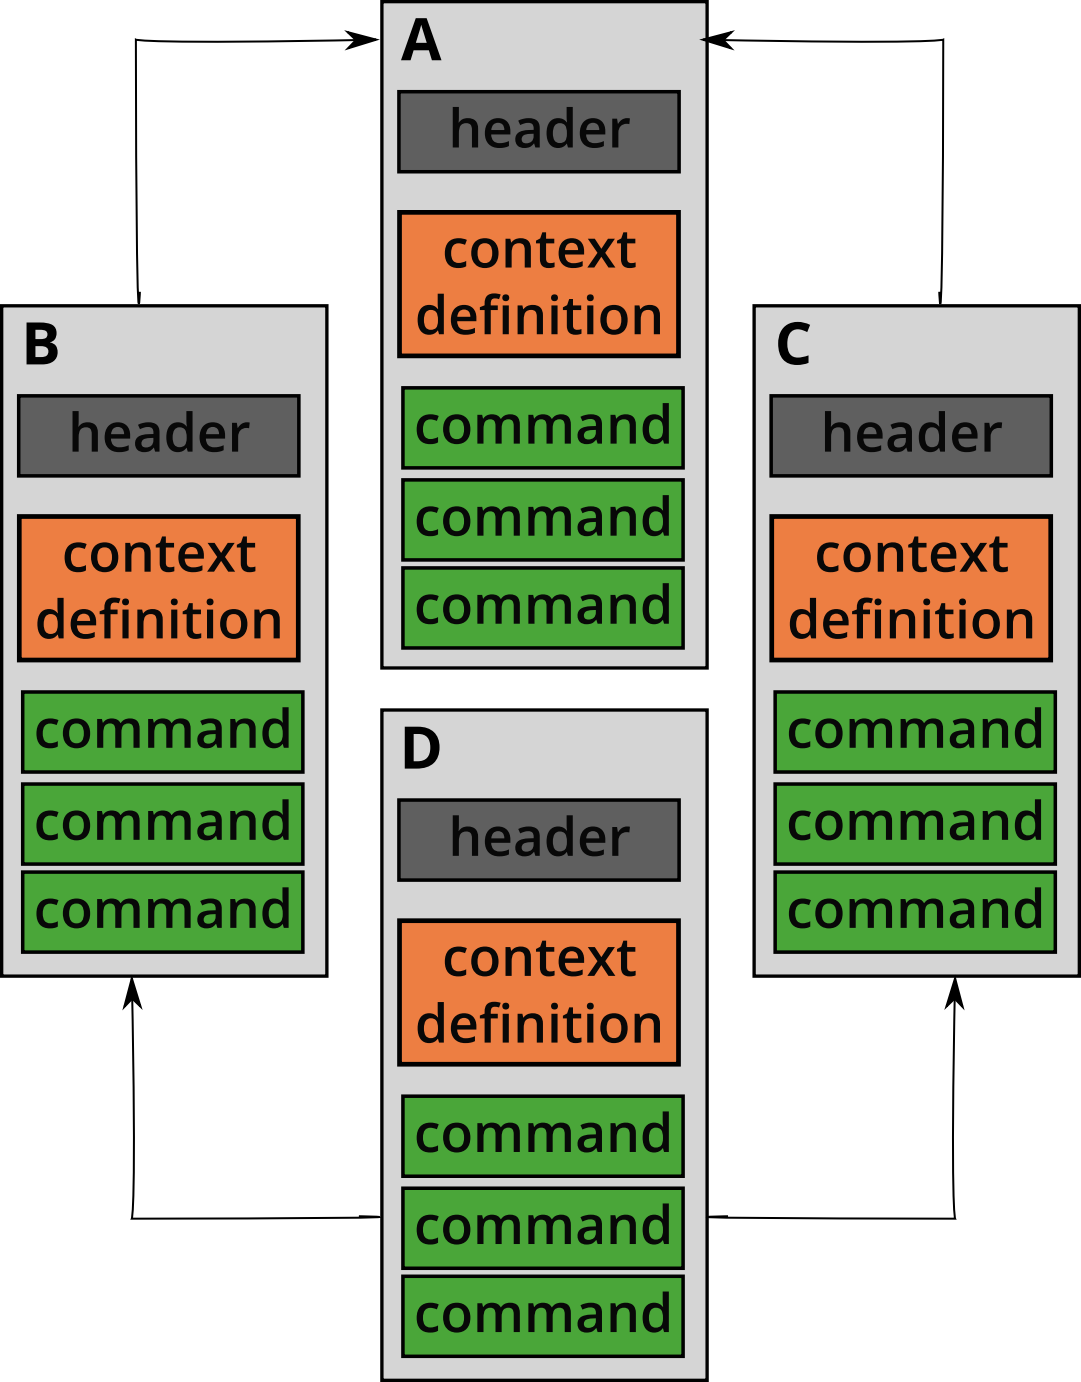 A
header
context
definition
command
command
command
B
header
context
definition
command
command
command
C
header
context
definition
command
command
command
D
header
context
definition
command
command
command